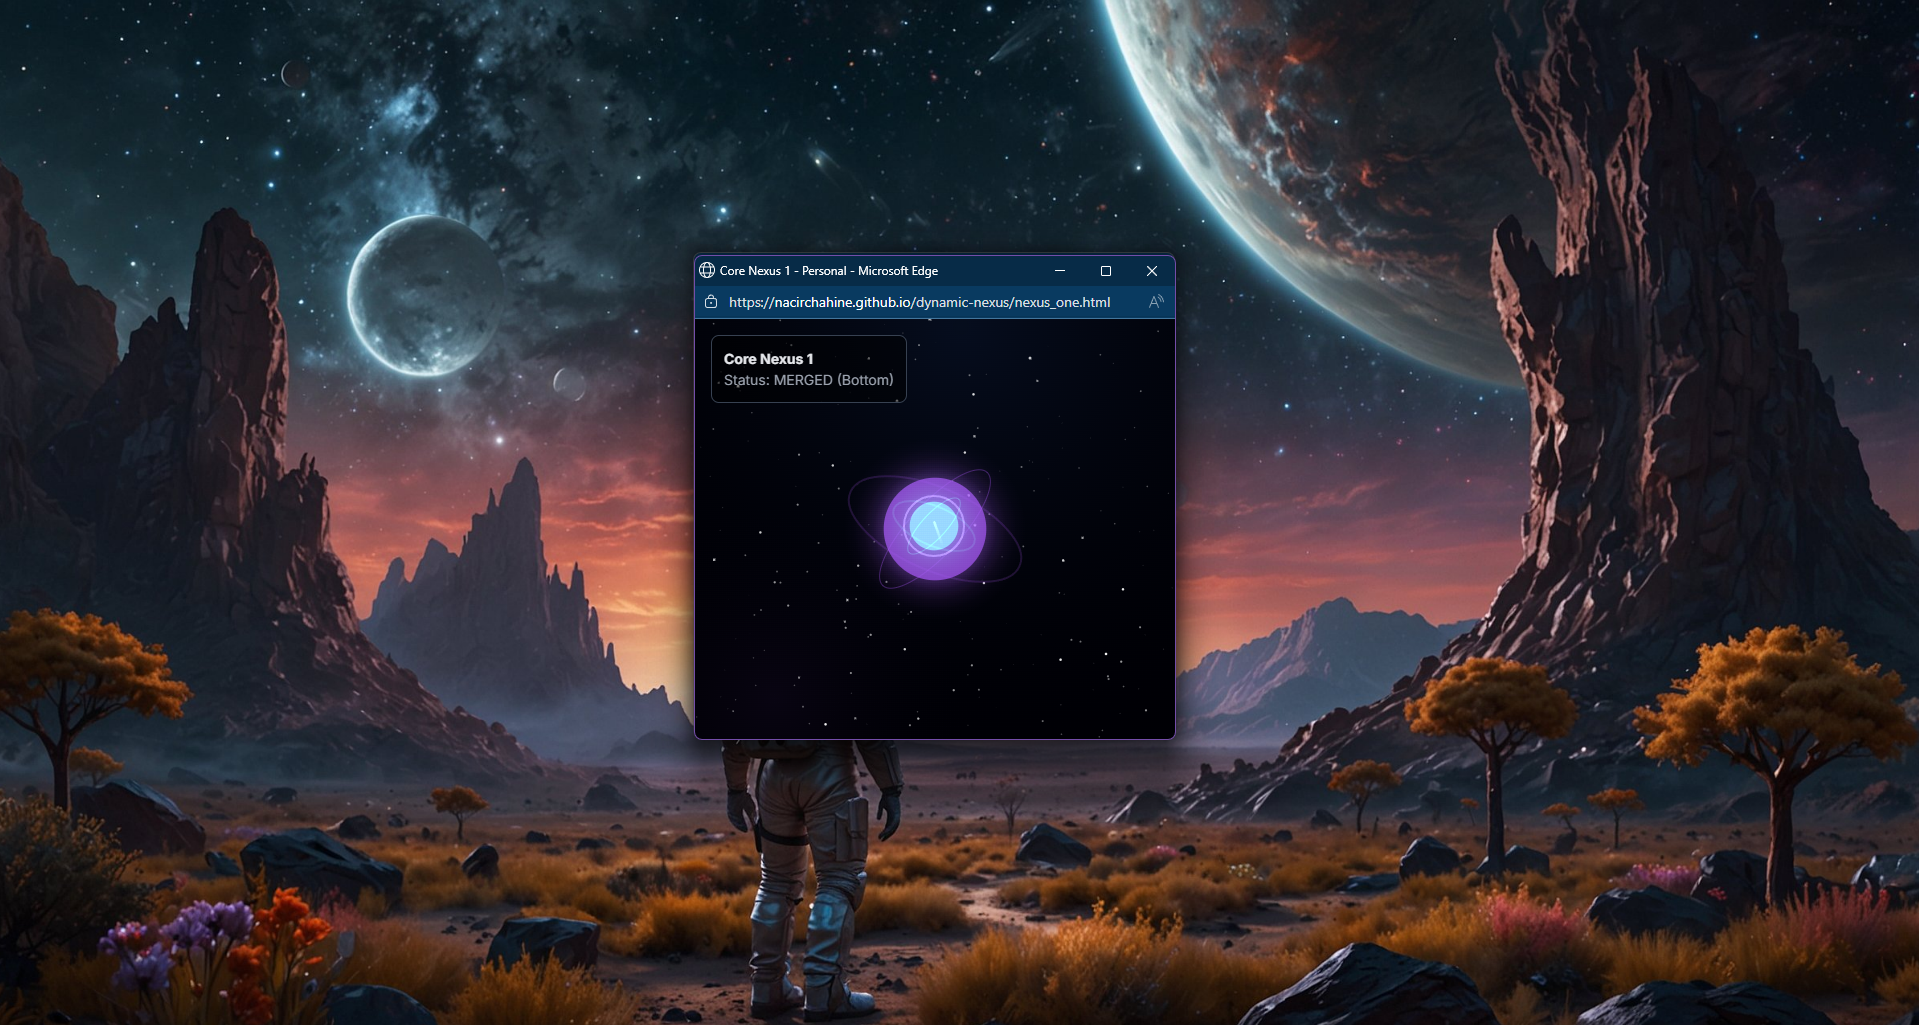 Core Nexus 1 - Personal - Microsoft Edge
https://nacirchahine.github.io/dynamic-nexus/nexus_one.html
Core Nexus 1
Status: MERGED (Bottom)